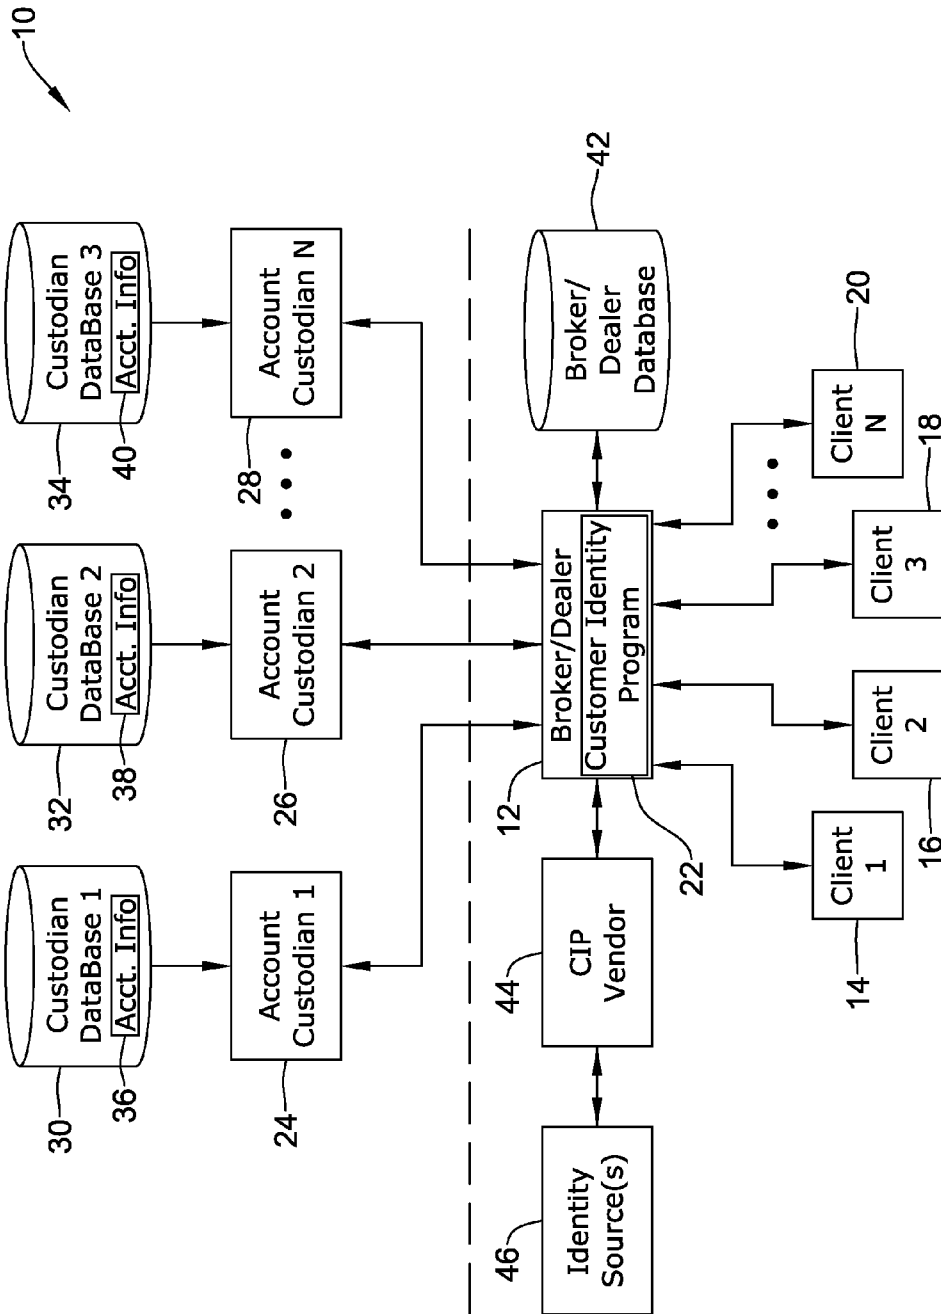 10
Custodian
DataBase 1
Acct. Info
30
36
Custodian
DataBase 2
Acct. Info
32
38
Custodian
DataBase 3
Acct. Info
34
40
Account
Custodian 1
24
Account
Custodian 2
26
Account
Custodian N
28
• • •
Identity
Source(s)
46
CIP
Vendor
44
Broker/Dealer
Customer Identity
Program
12
22
Broker/
Dealer
Database
42
Client
1
14
Client
2
16
Client
3
18
• • •
Client
N
20